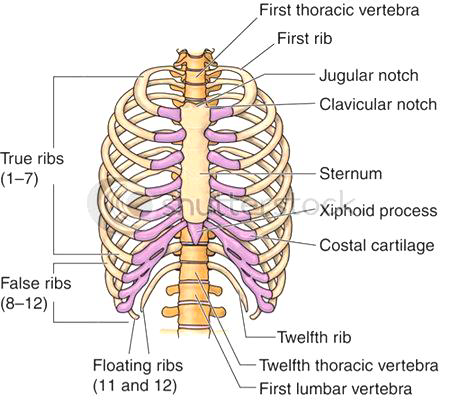 First thoracic vertebra
First rib
Jugular notch
Clavicular notch
True ribs
(1–7)
Sternum
shutterstock
Xiphoid process
Costal cartilage
False ribs
(8–12)
Twelfth rib
Floating ribs
(11 and 12)
Twelfth thoracic vertebra
First lumbar vertebra